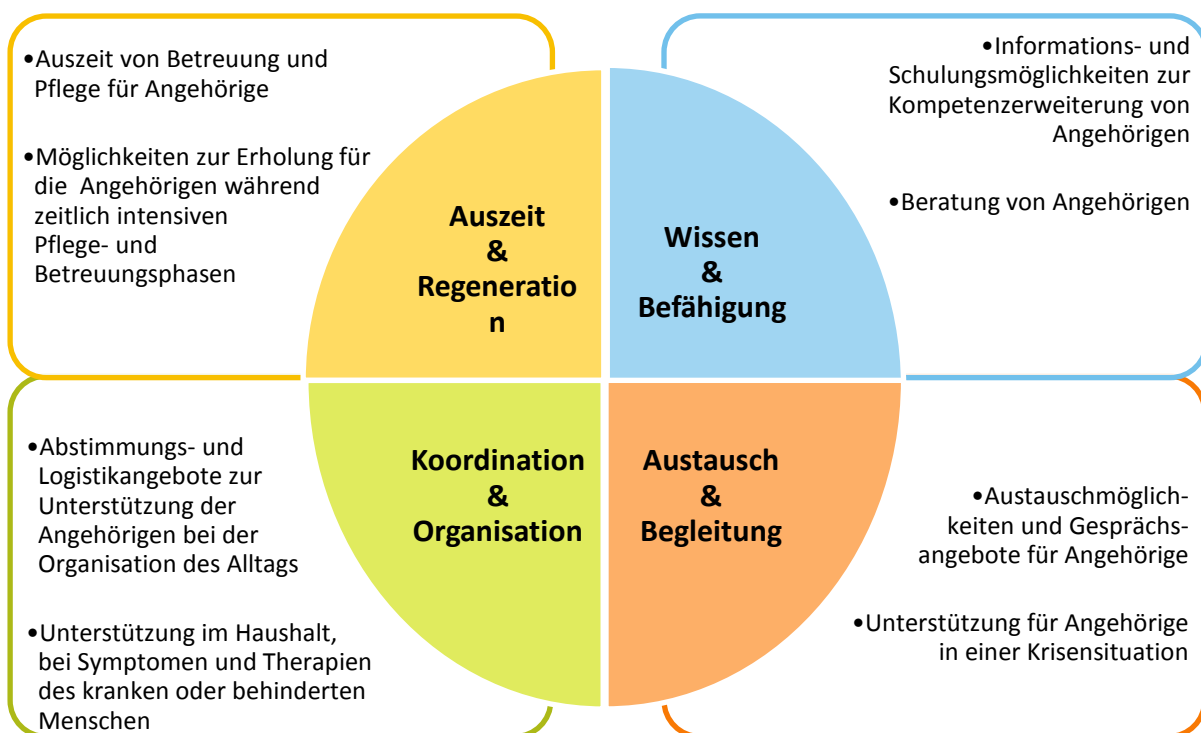 •Auszeit von Betreuung und
Pflege für Angehörige
•Möglichkeiten zur Erholung für
die Angehörigen während
zeitlich intensiven
Pflege- und
Betreuungsphasen
Auszeit
&
Regeneratio
n
Wissen
&
Befähigung
•Informations- und
Schulungsmöglichkeiten zur
Kompetenzerweiterung von
Angehörigen
•Beratung von Angehörigen
•Abstimmungs- und
Logistikangebote zur
Unterstützung der
Angehörigen bei der
Organisation des Alltags
•Unterstützung im Haushalt,
bei Symptomen und Therapien
des kranken oder behinderten
Menschen
Koordination
&
Organisation
Austausch
&
Begleitung
•Austauschmöglich-
keiten und Gesprächs-
angebote für Angehörige
•Unterstützung für Angehörige
in einer Krisensituation